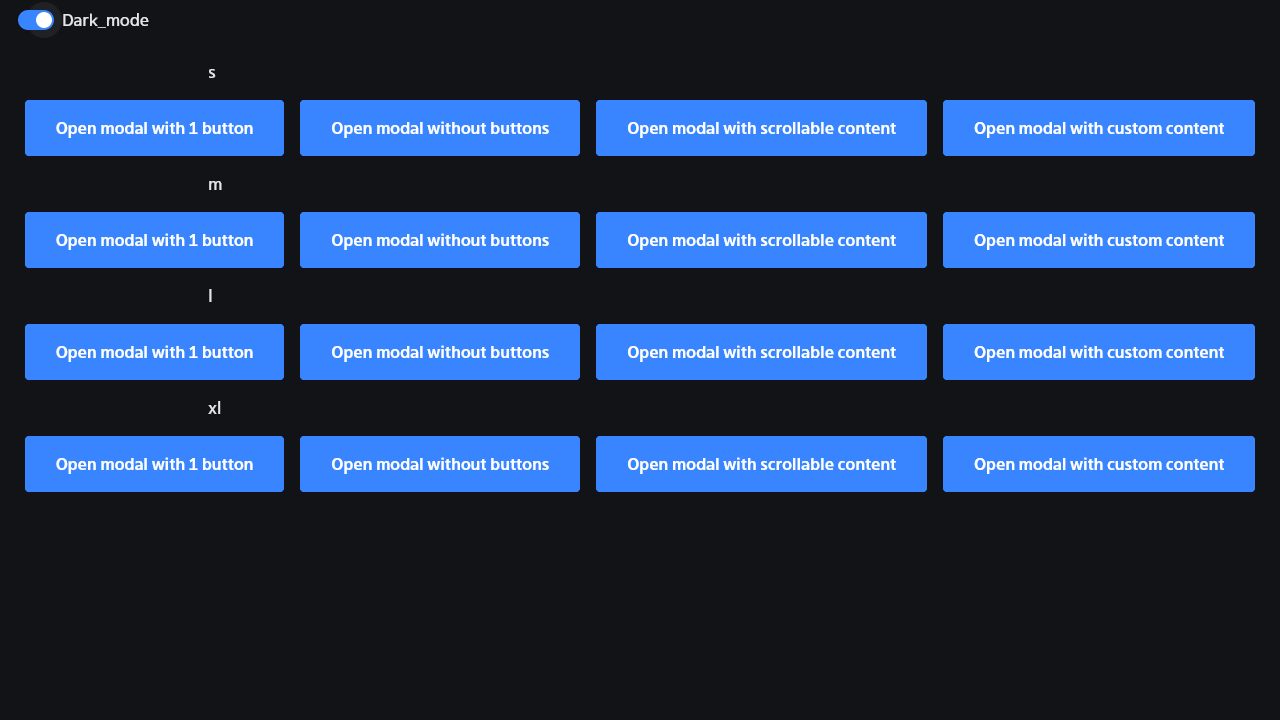 Dark_mode
s
Open modal with 1 button
Open modal without buttons
Open modal with scrollable content
Open modal with custom content
m
Open modal with 1 button
Open modal without buttons
Open modal with scrollable content
Open modal with custom content
l
Open modal with 1 button
Open modal without buttons
Open modal with scrollable content
Open modal with custom content
xl
Open modal with 1 button
Open modal without buttons
Open modal with scrollable content
Open modal with custom content